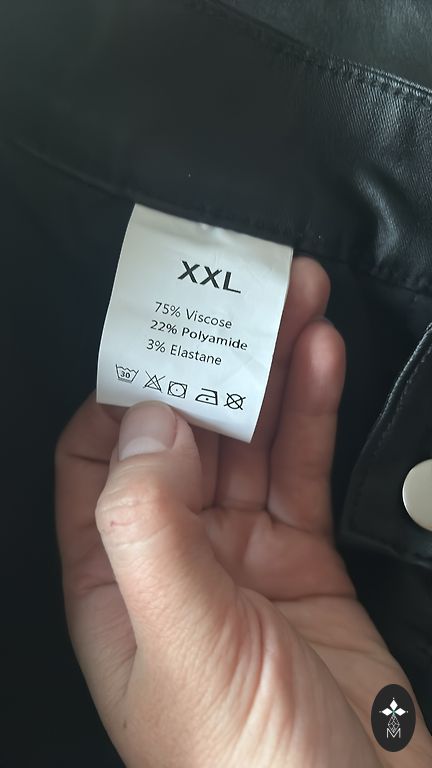 XXL
75% Viscose
22% Polyamide
3% Elastane
30
M